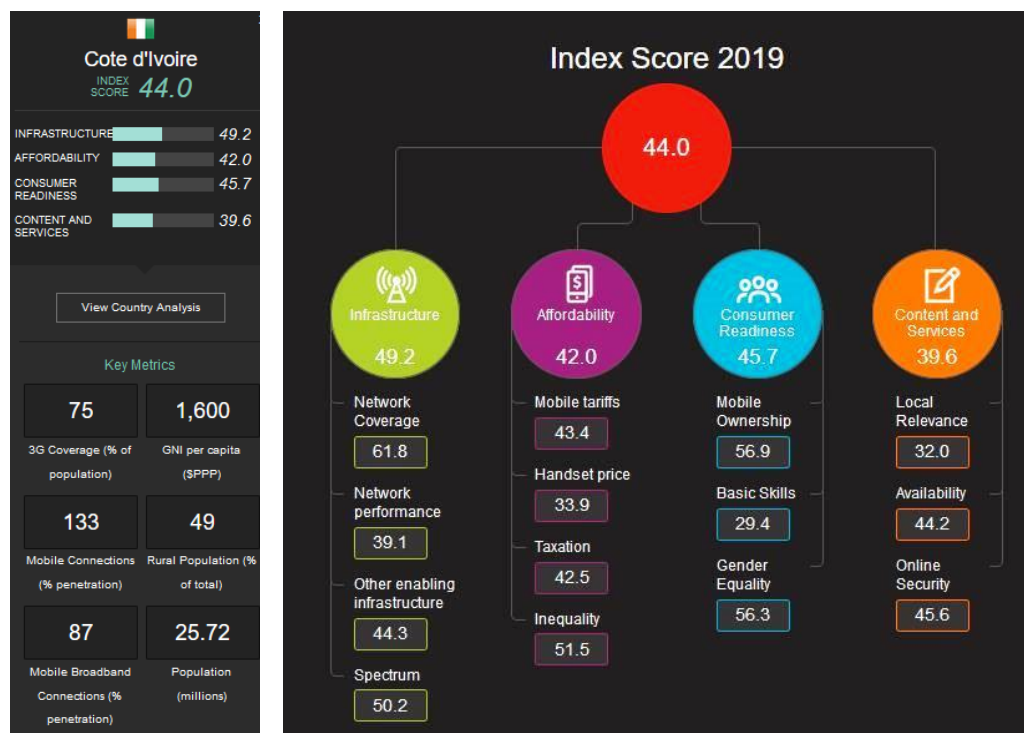 Cote d'Ivoire
INDEX
SCORE 44.0
INFRASTRUCTURE 49.2
AFFORDABILITY 42.0
CONSUMER
READINESS 45.7
CONTENT AND
SERVICES 39.6
View Country Analysis
Key Metrics
75
3G Coverage (% of
population)
1,600
GNI per capita
($PPP)
133
Mobile Connections
(% penetration)
49
Rural Population (%
of total)
87
Mobile Broadband
Connections (%
penetration)
25.72
Population
(millions)
Index Score 2019
44.0
Infrastructure
49.2
Network
Coverage
61.8
Network
performance
39.1
Other enabling
infrastructure
44.3
Spectrum
50.2
Affordability
42.0
Mobile tariffs
43.4
Handset price
33.9
Taxation
42.5
Inequality
51.5
Consumer
Readiness
45.7
Mobile
Ownership
56.9
Basic Skills
29.4
Gender
Equality
56.3
Content and
Services
39.6
Local
Relevance
32.0
Availability
44.2
Online
Security
45.6